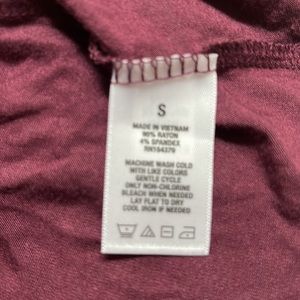 S
MADE IN VIETNAM
96% RAYON
4% SPANDEX
RN154379
MACHINE WASH COLD
WITH LIKE COLORS
GENTLE CYCLE
ONLY NON-CHLORINE
BLEACH WHEN NEEDED
LAY FLAT TO DRY
COOL IRON IF NEEDED